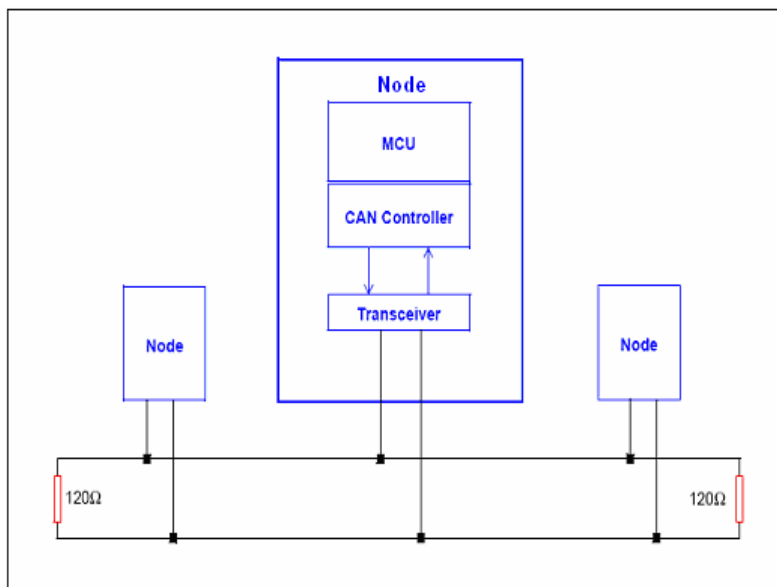 Node
MCU
CAN Controller
Transceiver
Node
Node
120Ω
120Ω